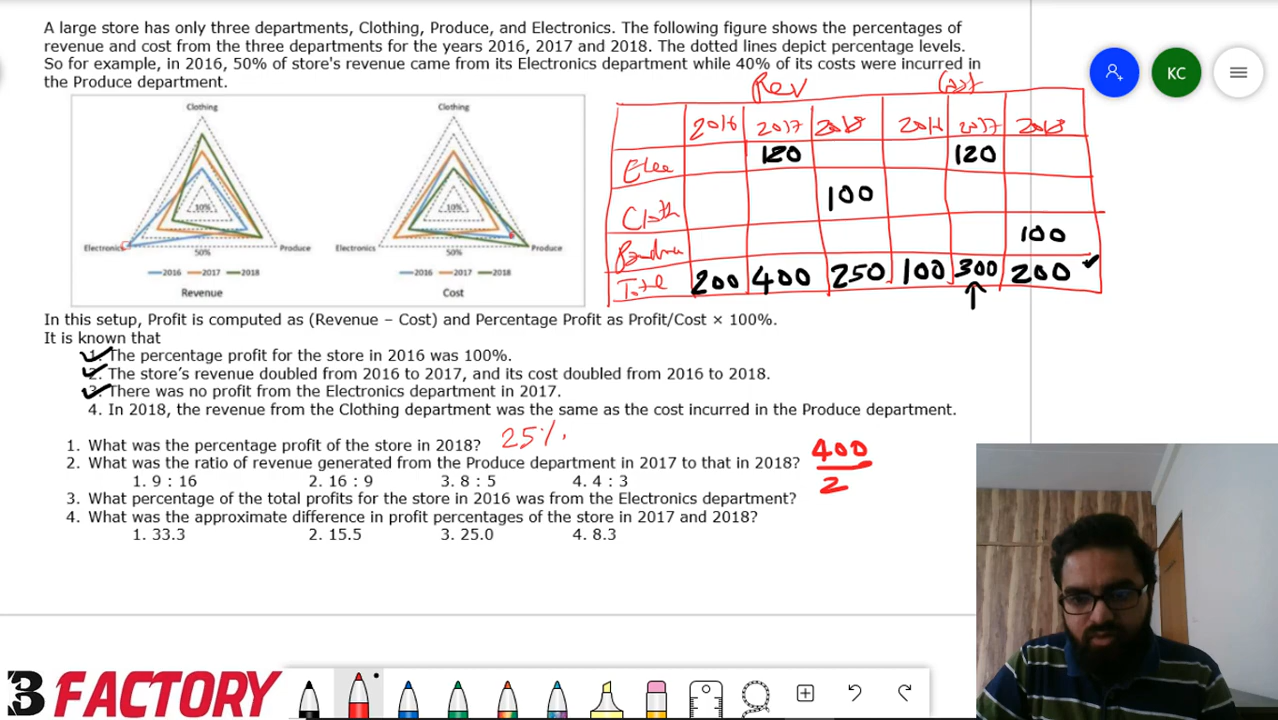 A large store has only three departments, Clothing, Produce, and Electronics. The following figure shows the percentages of
revenue and cost from the three departments for the years 2016, 2017 and 2018. The dotted lines depict percentage levels.
So for example, in 2016, 50% of store's revenue came from its Electronics department while 40% of its costs were incurred in
the Produce department.
Clothing
10%
Electronics
Produce
50%
2016 2017 2018
Revenue
Clothing
10%
Electronics
Produce
50%
2016 2017 2018
Cost
Rev Cost
2016 2017 2018 2016 2017 2018
Elec 120 120
Cloth 100
100
Total 200 400 250 100 300 200
In this setup, Profit is computed as (Revenue – Cost) and Percentage Profit as Profit/Cost × 100%.
It is known that
1. The percentage profit for the store in 2016 was 100%.
2. The store's revenue doubled from 2016 to 2017, and its cost doubled from 2016 to 2018.
3. There was no profit from the Electronics department in 2017.
4. In 2018, the revenue from the Clothing department was the same as the cost incurred in the Produce department.
1. What was the percentage profit of the store in 2018? 25%
2. What was the ratio of revenue generated from the Produce department in 2017 to that in 2018?
1. 9 : 16 2. 16 : 9 3. 8 : 5 4. 4 : 3
400
2
3. What percentage of the total profits for the store in 2016 was from the Electronics department?
4. What was the approximate difference in profit percentages of the store in 2017 and 2018?
1. 33.3 2. 15.5 3. 25.0 4. 8.3
KC
3 FACTORY